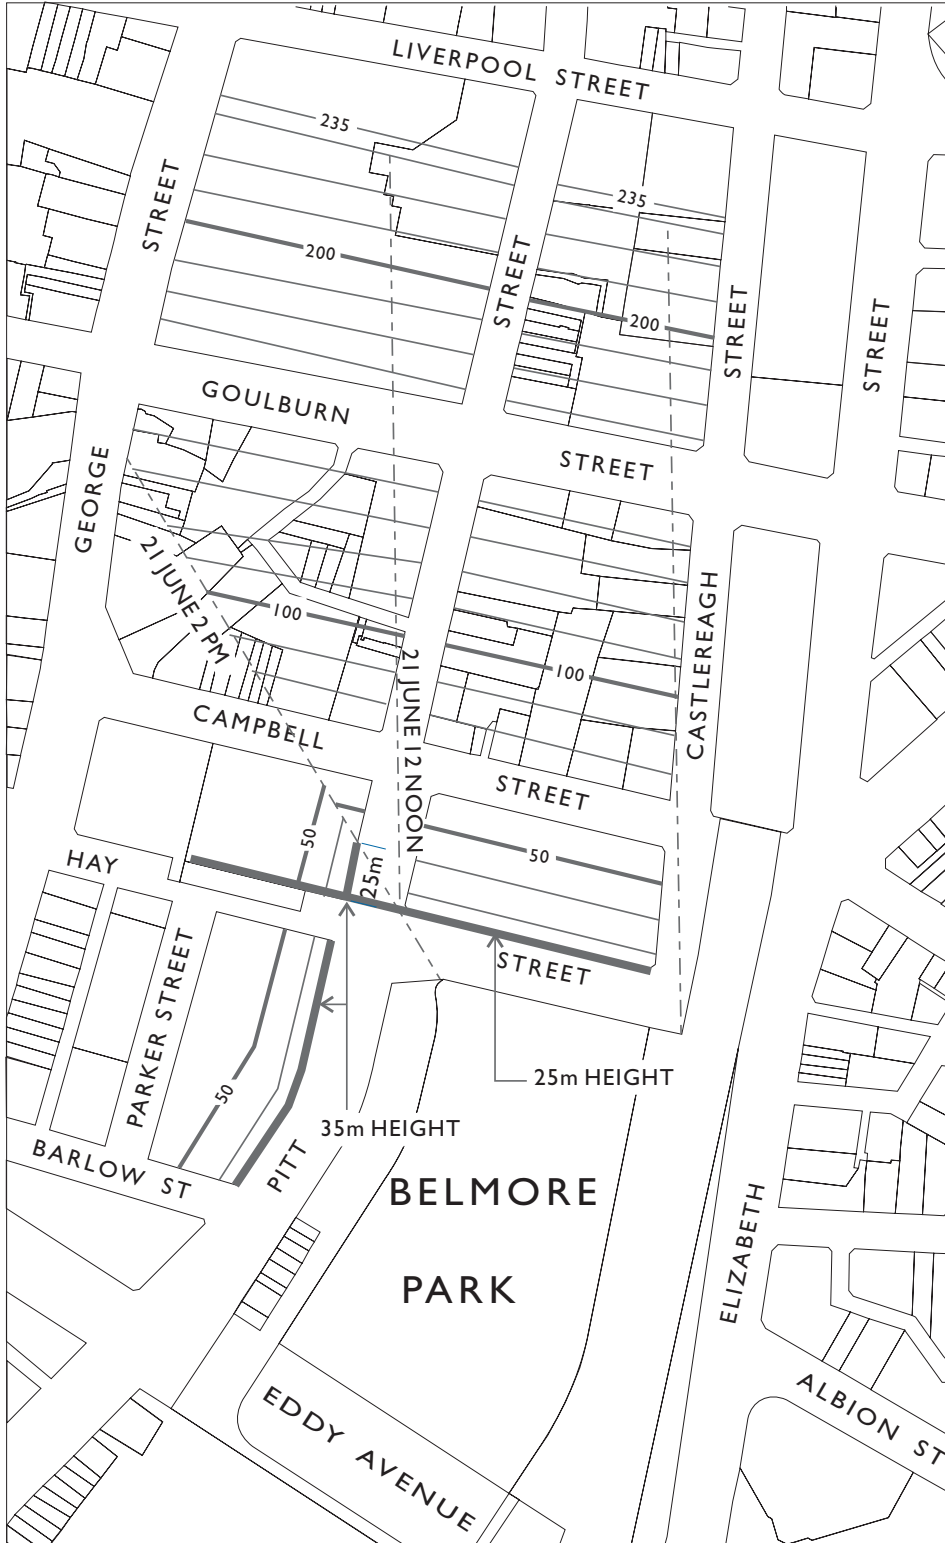 LIVERPOOL STREET
235
235
STREET
200
STREET
200
STREET
STREET
GOULBURN
STREET
GEORGE
21 JUNE 2 PM
100
100
21 JUNE 12 NOON
CASTLEREAGH
CAMPBELL
STREET
50
50
HAY
25m
STREET
PARKER STREET
50
25m HEIGHT
35m HEIGHT
BARLOW ST
PITT
BELMORE
PARK
ELIZABETH
EDDY AVENUE
ALBION ST